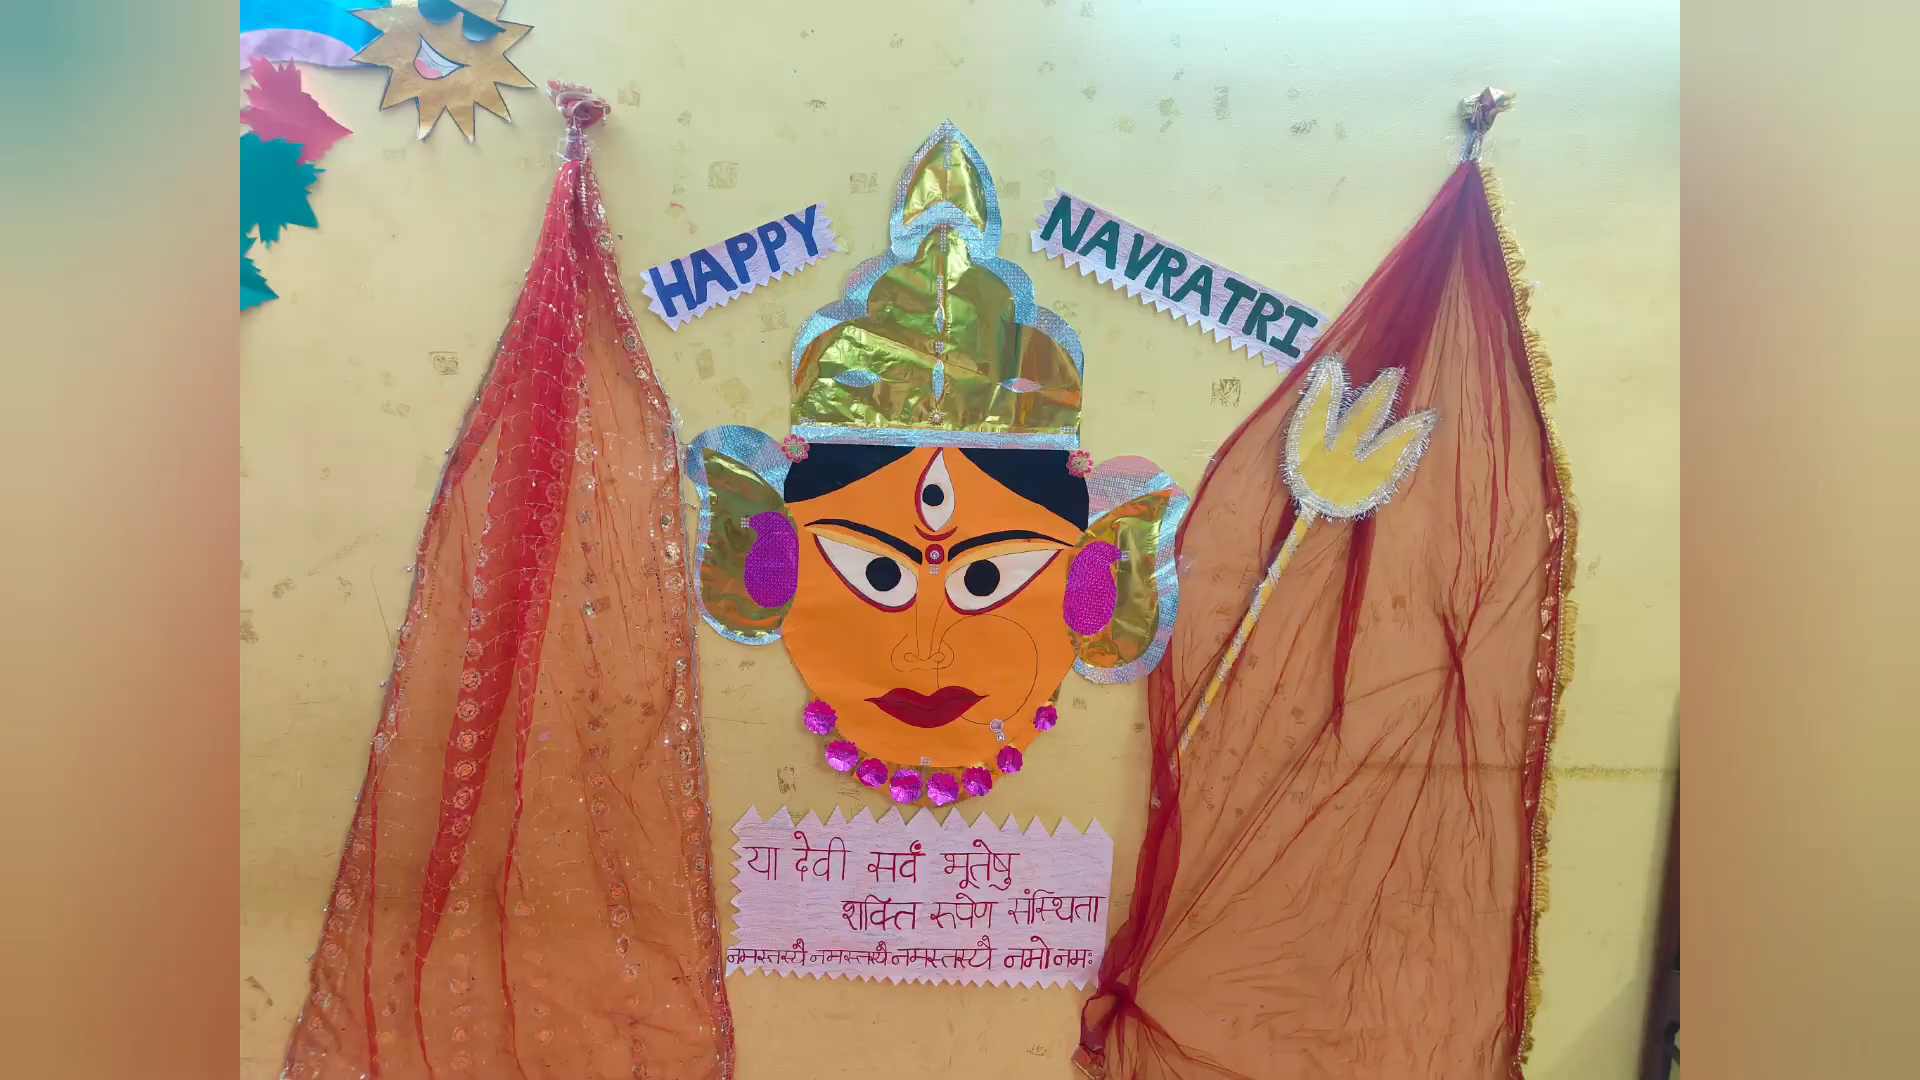 HAPPY
NAVRATRI
या देवी सर्व भूतेषु
शक्ति रूपेण संस्थिता
नमस्तस्यै नमस्तस्यै नमस्तस्यै नमो नमः